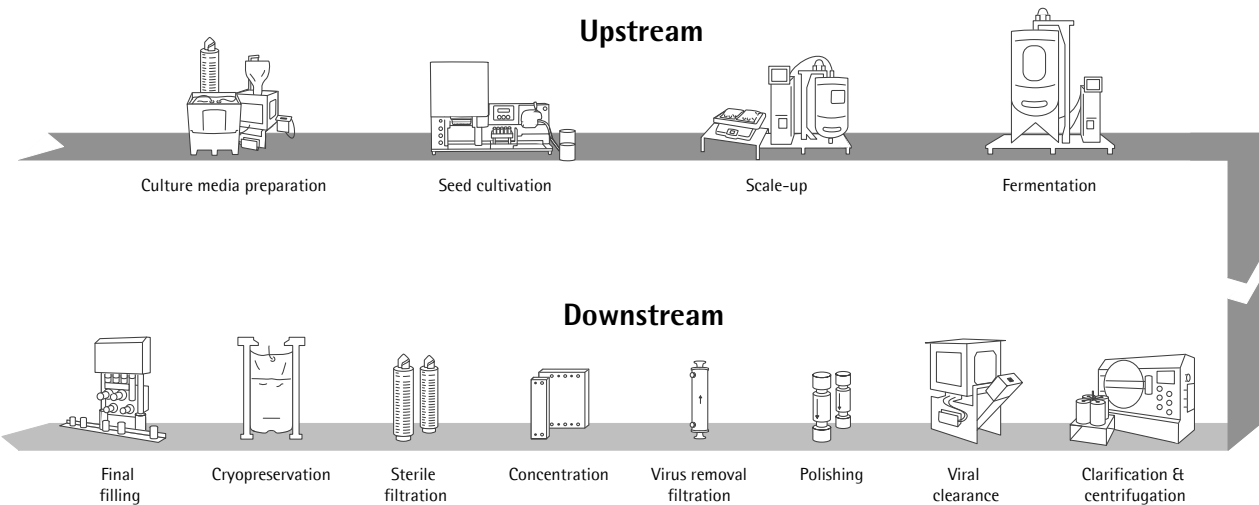 Upstream
Culture media preparation
Seed cultivation
Scale-up
Fermentation
Downstream
Final
filling
Cryopreservation
Sterile
filtration
Concentration
Virus removal
filtration
Polishing
Viral
clearance
Clarification &
centrifugation